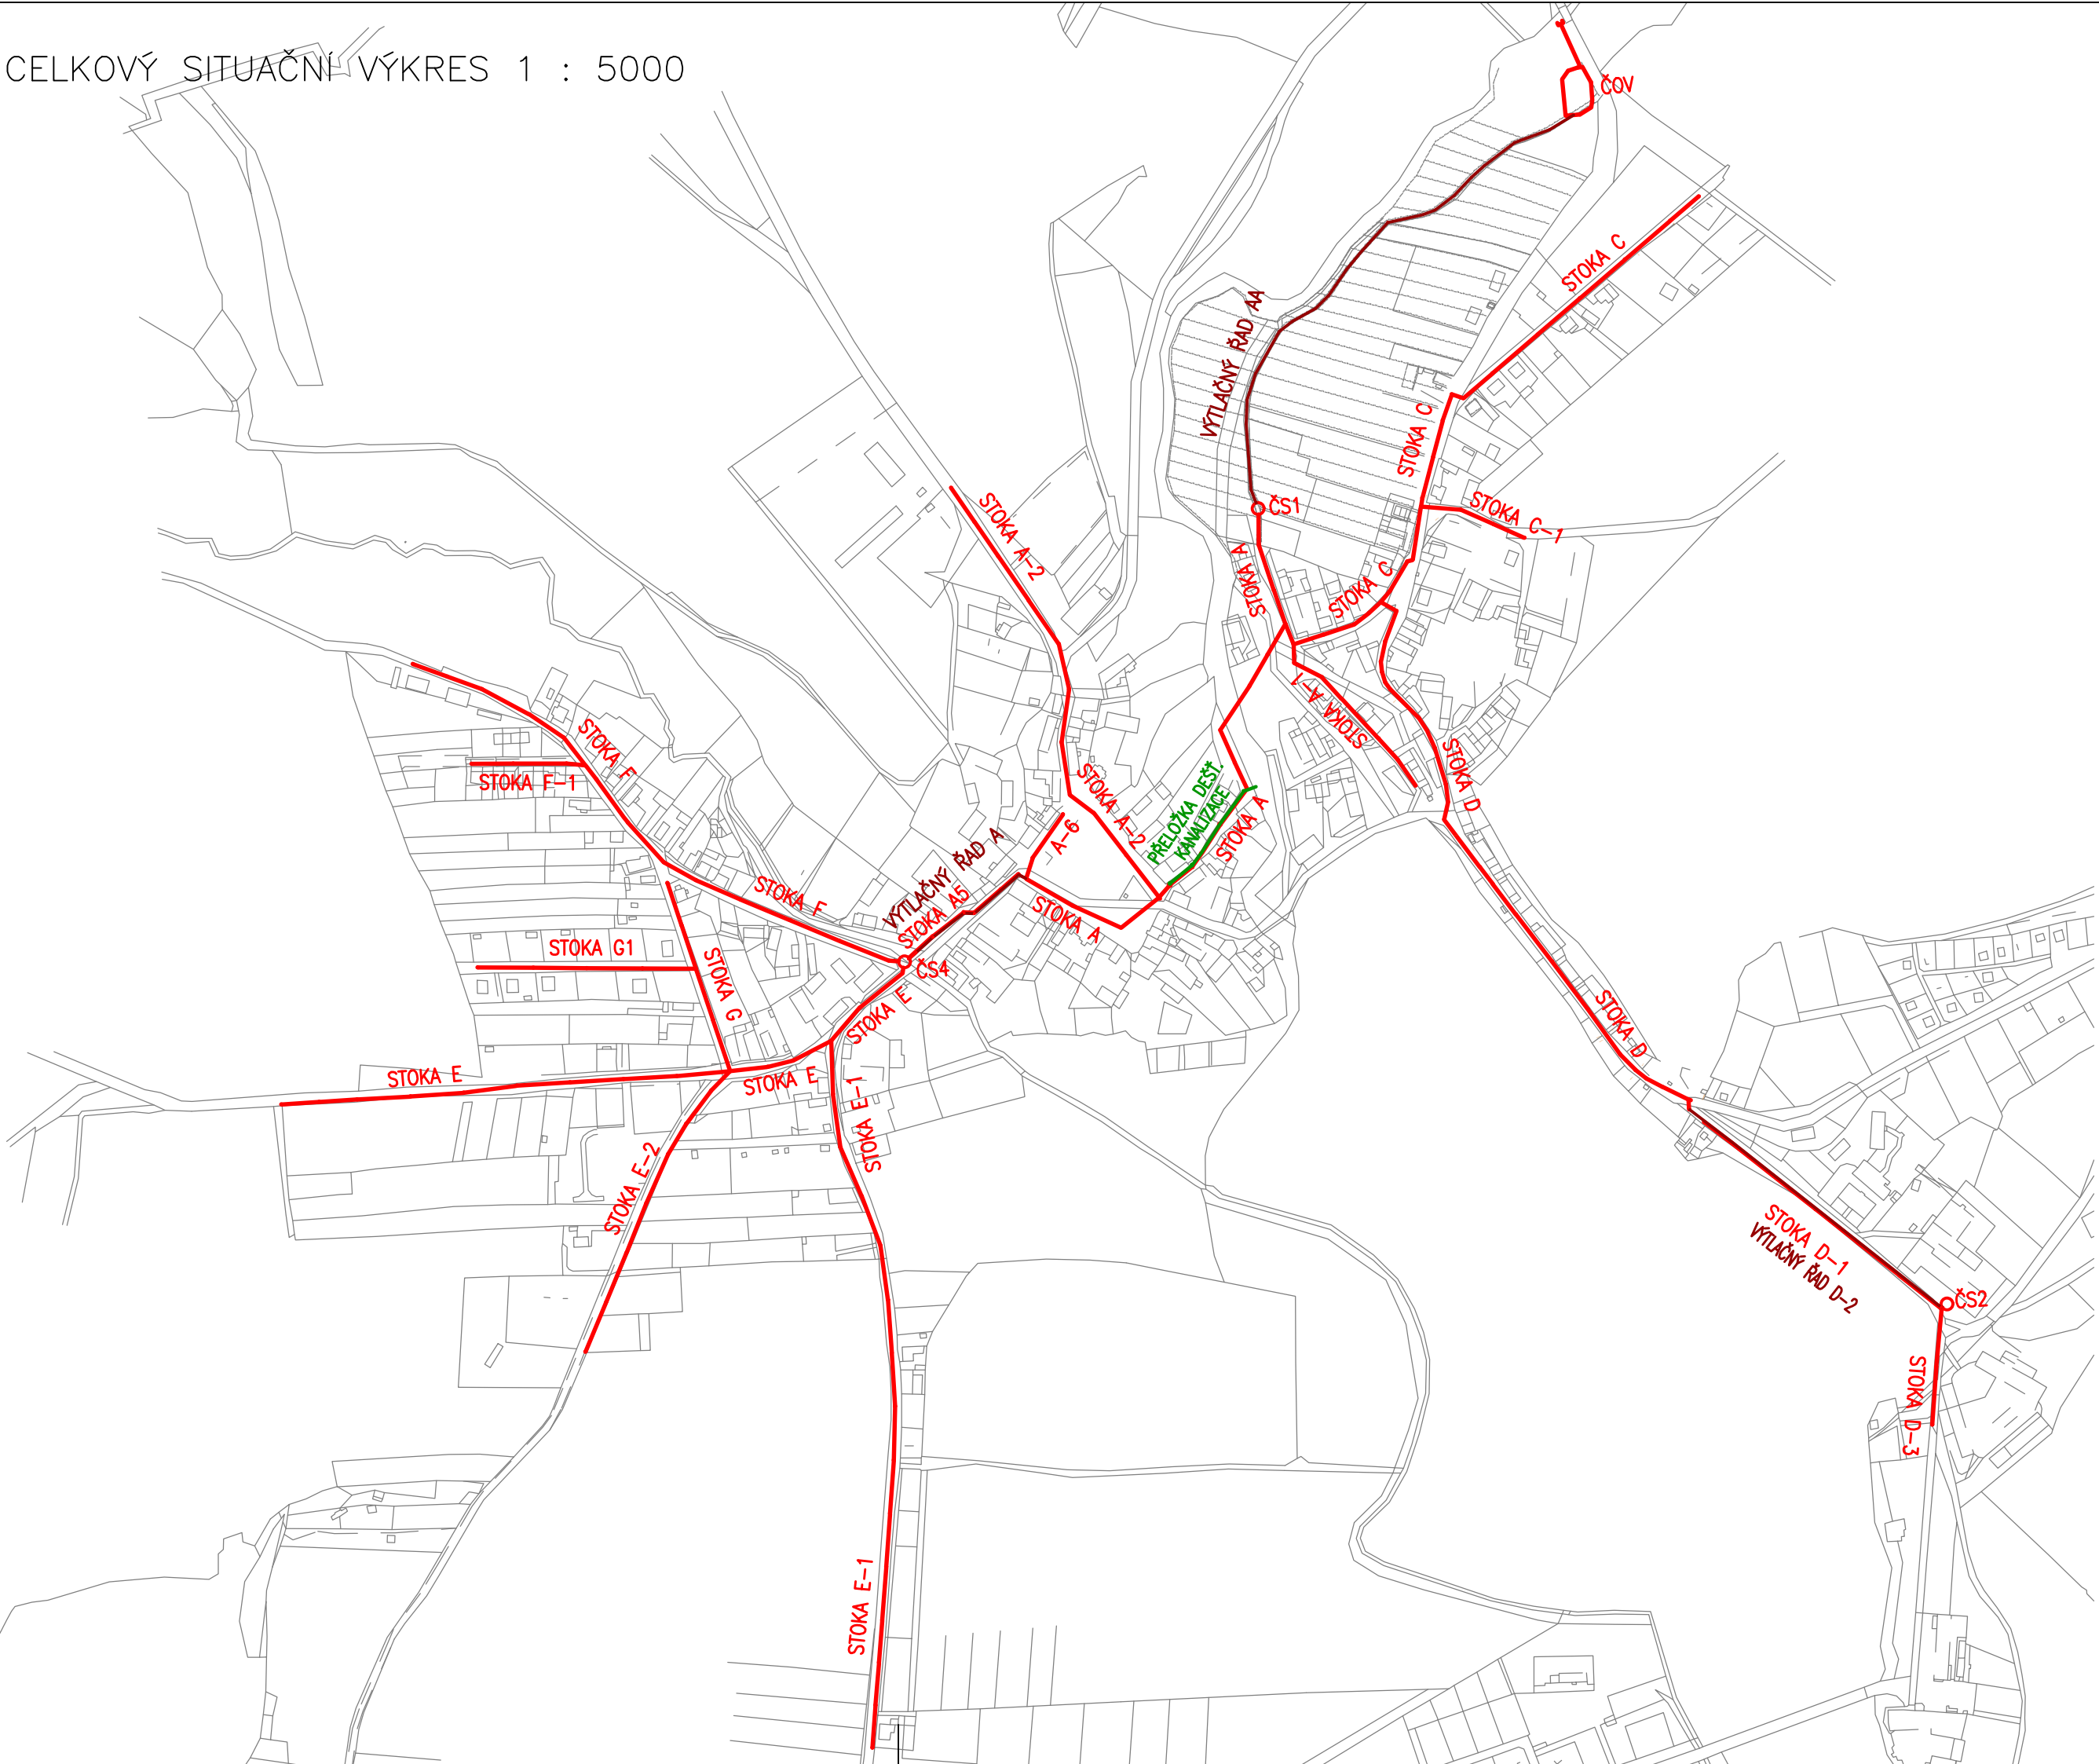 CELKOVÝ SITUAČNÍ VÝKRES 1 : 5000
ČOV
STOKA C
VÝTLAČNÝ ŘAD AA
STOKA C
STOKA A-2
ČS1
STOKA C-1
STOKA A
STOKA C
STOKA A-1
STOKA F
STOKA F-1
STOKA D
STOKA A-2
PŘELOŽKA DEŠŤ.
KANALIZACE
STOKA A
A-6
VÝTLAČNÝ ŘAD A
STOKA A5
STOKA F
STOKA A
STOKA G1
STOKA G
ČS4
STOKA E
STOKA D
STOKA E
STOKA E
STOKA E-1
STOKA E-2
STOKA D-1
VÝTLAČNÝ ŘAD D-2
ČS2
STOKA D-3
STOKA E-1